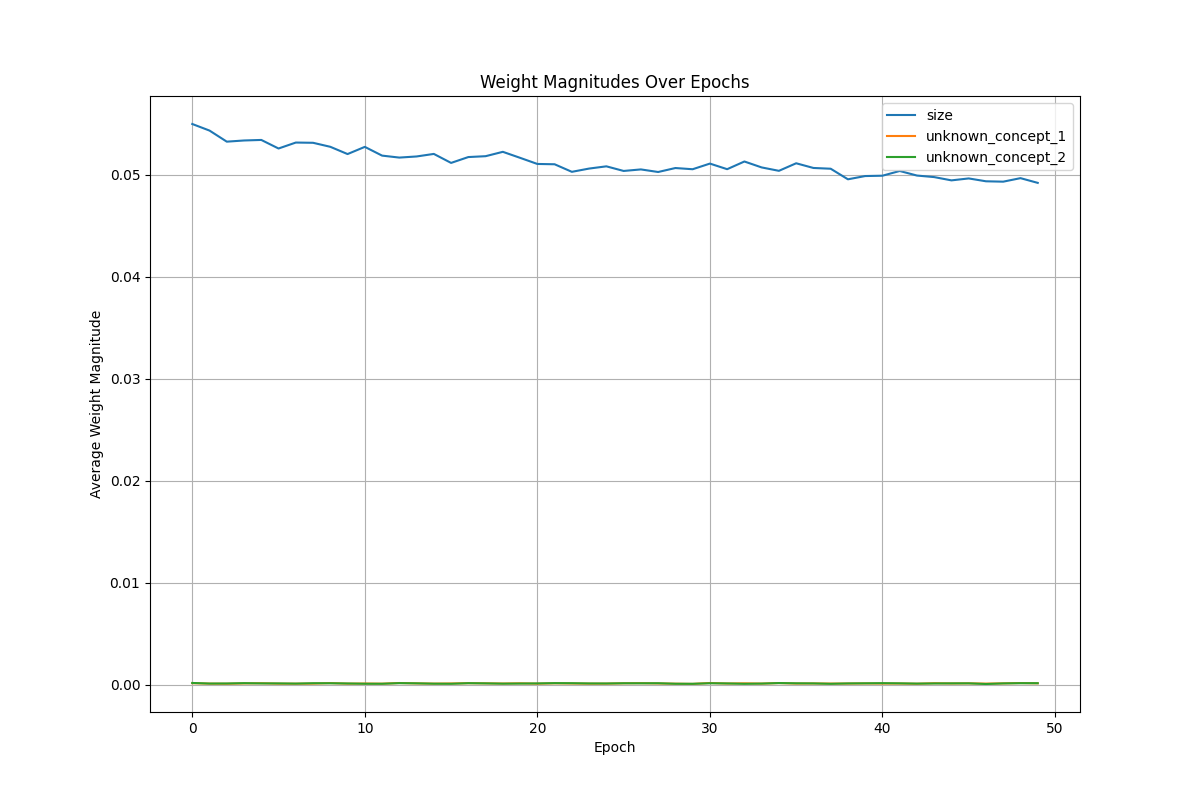 Weight Magnitudes Over Epochs
size
unknown_concept_1
unknown_concept_2
Average Weight Magnitude
0.05
0.04
0.03
0.02
0.01
0.00
0 10 20 30 40 50
Epoch